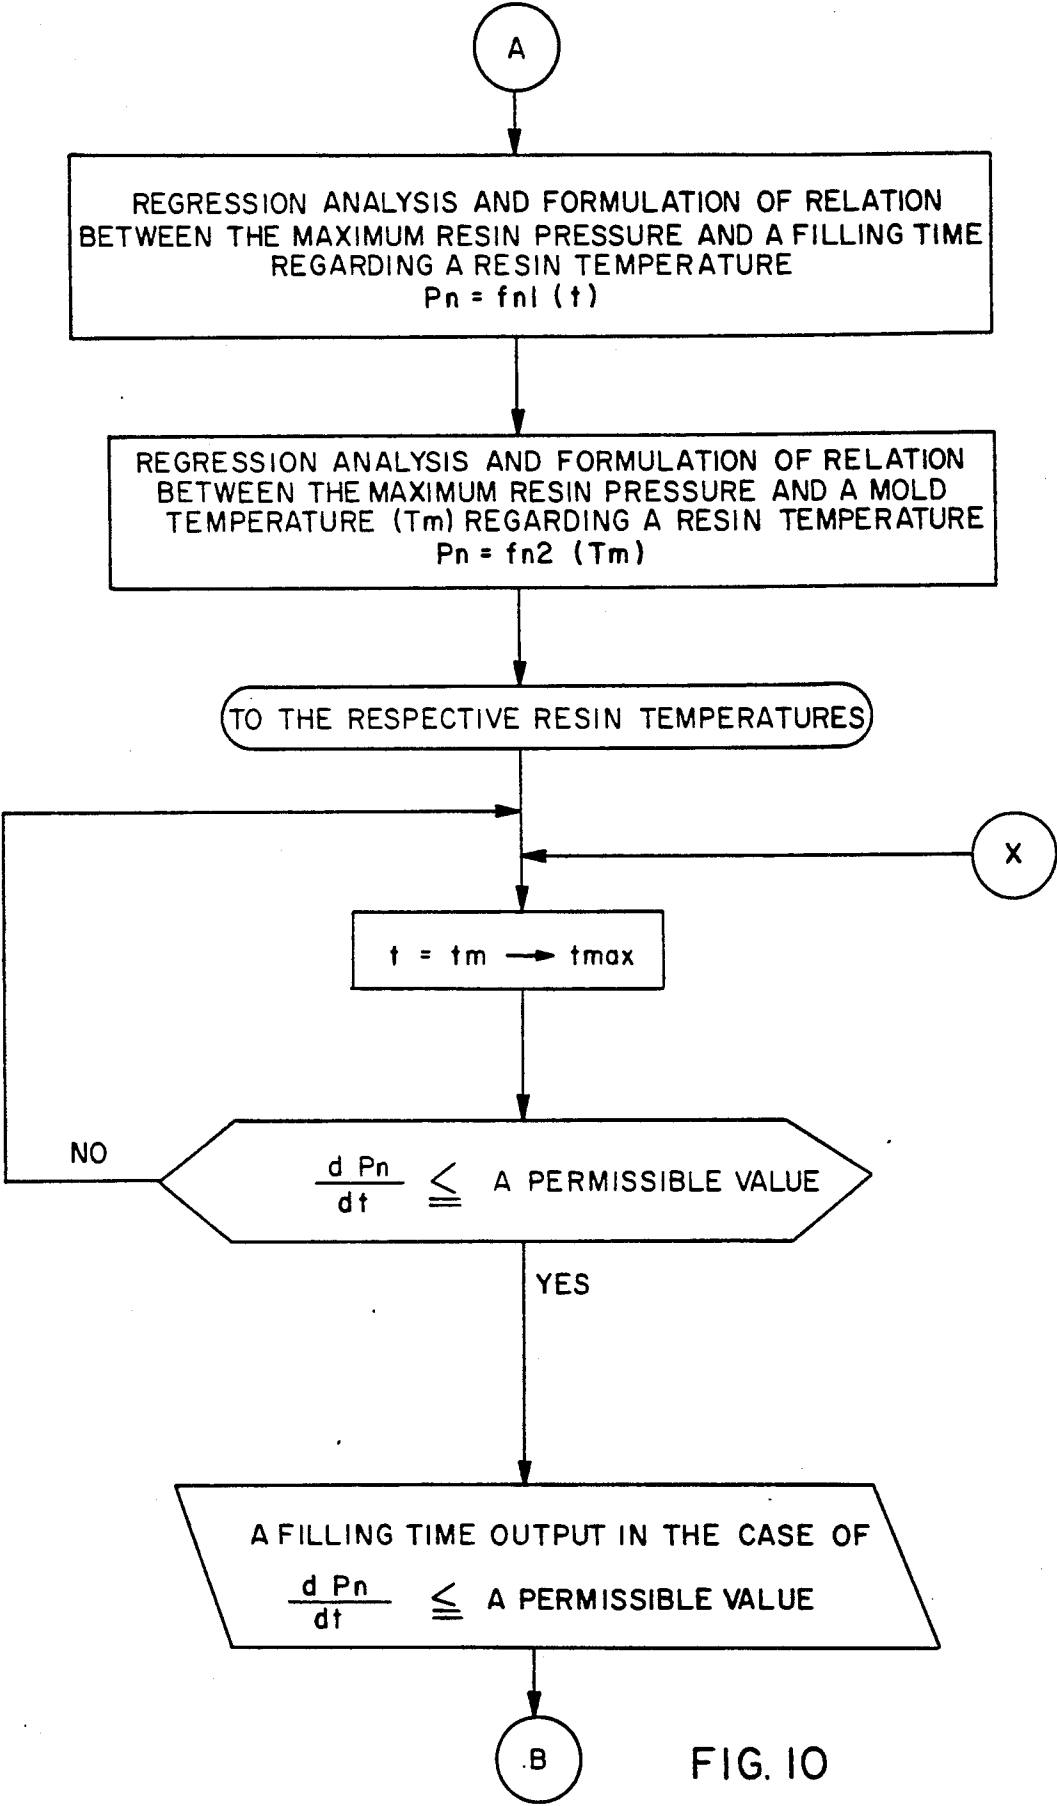 A
REGRESSION ANALYSIS AND FORMULATION OF RELATION
BETWEEN THE MAXIMUM RESIN PRESSURE AND A FILLING TIME
REGARDING A RESIN TEMPERATURE
Pn = fn1 (t)
REGRESSION ANALYSIS AND FORMULATION OF RELATION
BETWEEN THE MAXIMUM RESIN PRESSURE AND A MOLD
TEMPERATURE (Tm) REGARDING A RESIN TEMPERATURE
Pn = fn2 (Tm)
TO THE RESPECTIVE RESIN TEMPERATURES
X
t = tm → tmax
NO
d Pn / dt ≦ A PERMISSIBLE VALUE
YES
A FILLING TIME OUTPUT IN THE CASE OF
d Pn / dt ≦ A PERMISSIBLE VALUE
B
FIG. 10